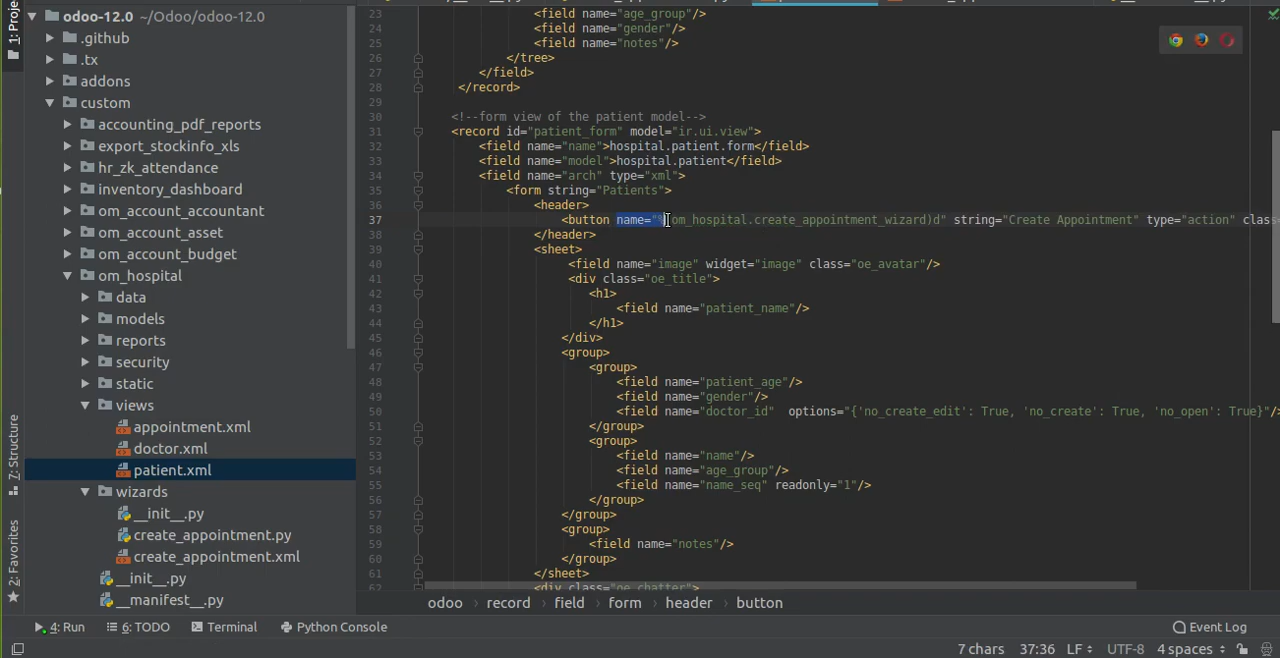 1: Proje
odoo-12.0 ~/Odoo/odoo-12.0
.github
.tx
addons
custom
accounting_pdf_reports
export_stockinfo_xls
hr_zk_attendance
inventory_dashboard
om_account_accountant
om_account_asset
om_account_budget
om_hospital
data
models
reports
security
static
views
appointment.xml
doctor.xml
patient.xml
wizards
__init__.py
create_appointment.py
create_appointment.xml
__init__.py
__manifest__.py
7: Structure
2: Favorites
23 <field name="age_group"/>
24 <field name="gender"/>
25 <field name="notes"/>
26 </tree>
27 </field>
28 </record>
29
30 <!--form view of the patient model-->
31 <record id="patient_form" model="ir.ui.view">
32 <field name="name">hospital.patient.form</field>
33 <field name="model">hospital.patient</field>
34 <field name="arch" type="xml">
35 <form string="Patients">
36 <header>
37 <button name="%(om_hospital.create_appointment_wizard)d" string="Create Appointment" type="action" clas
38 </header>
39 <sheet>
40 <field name="image" widget="image" class="oe_avatar"/>
41 <div class="oe_title">
42 <h1>
43 <field name="patient_name"/>
44 </h1>
45 </div>
46 <group>
47 <group>
48 <field name="patient_age"/>
49 <field name="gender"/>
50 <field name="doctor_id" options="{'no_create_edit': True, 'no_create': True, 'no_open': True}"/
51 </group>
52 <group>
53 <field name="name"/>
54 <field name="age_group"/>
55 <field name="name_seq" readonly="1"/>
56 </group>
57 </group>
58 <group>
59 <field name="notes"/>
60 </group>
61 </sheet>
62 <div class="oe_chatter">
odoo record field form header button
4: Run 6: TODO Terminal Python Console Event Log
7 chars 37:36 LF UTF-8 4 spaces